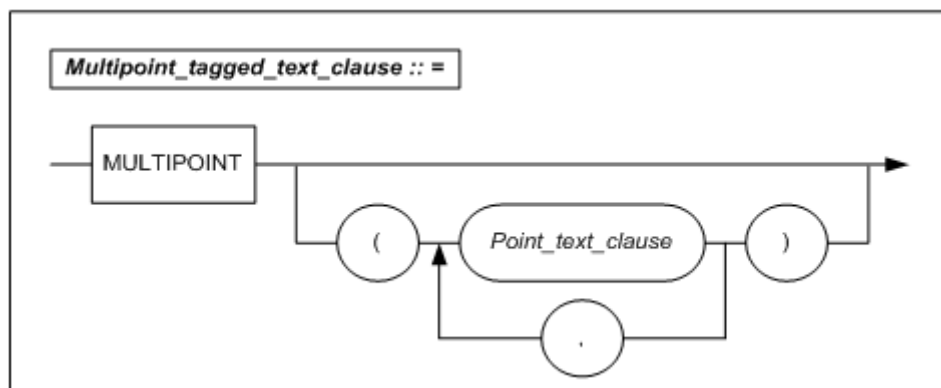 Multipoint_tagged_text_clause :: =
MULTIPOINT
( Point_text_clause )
,